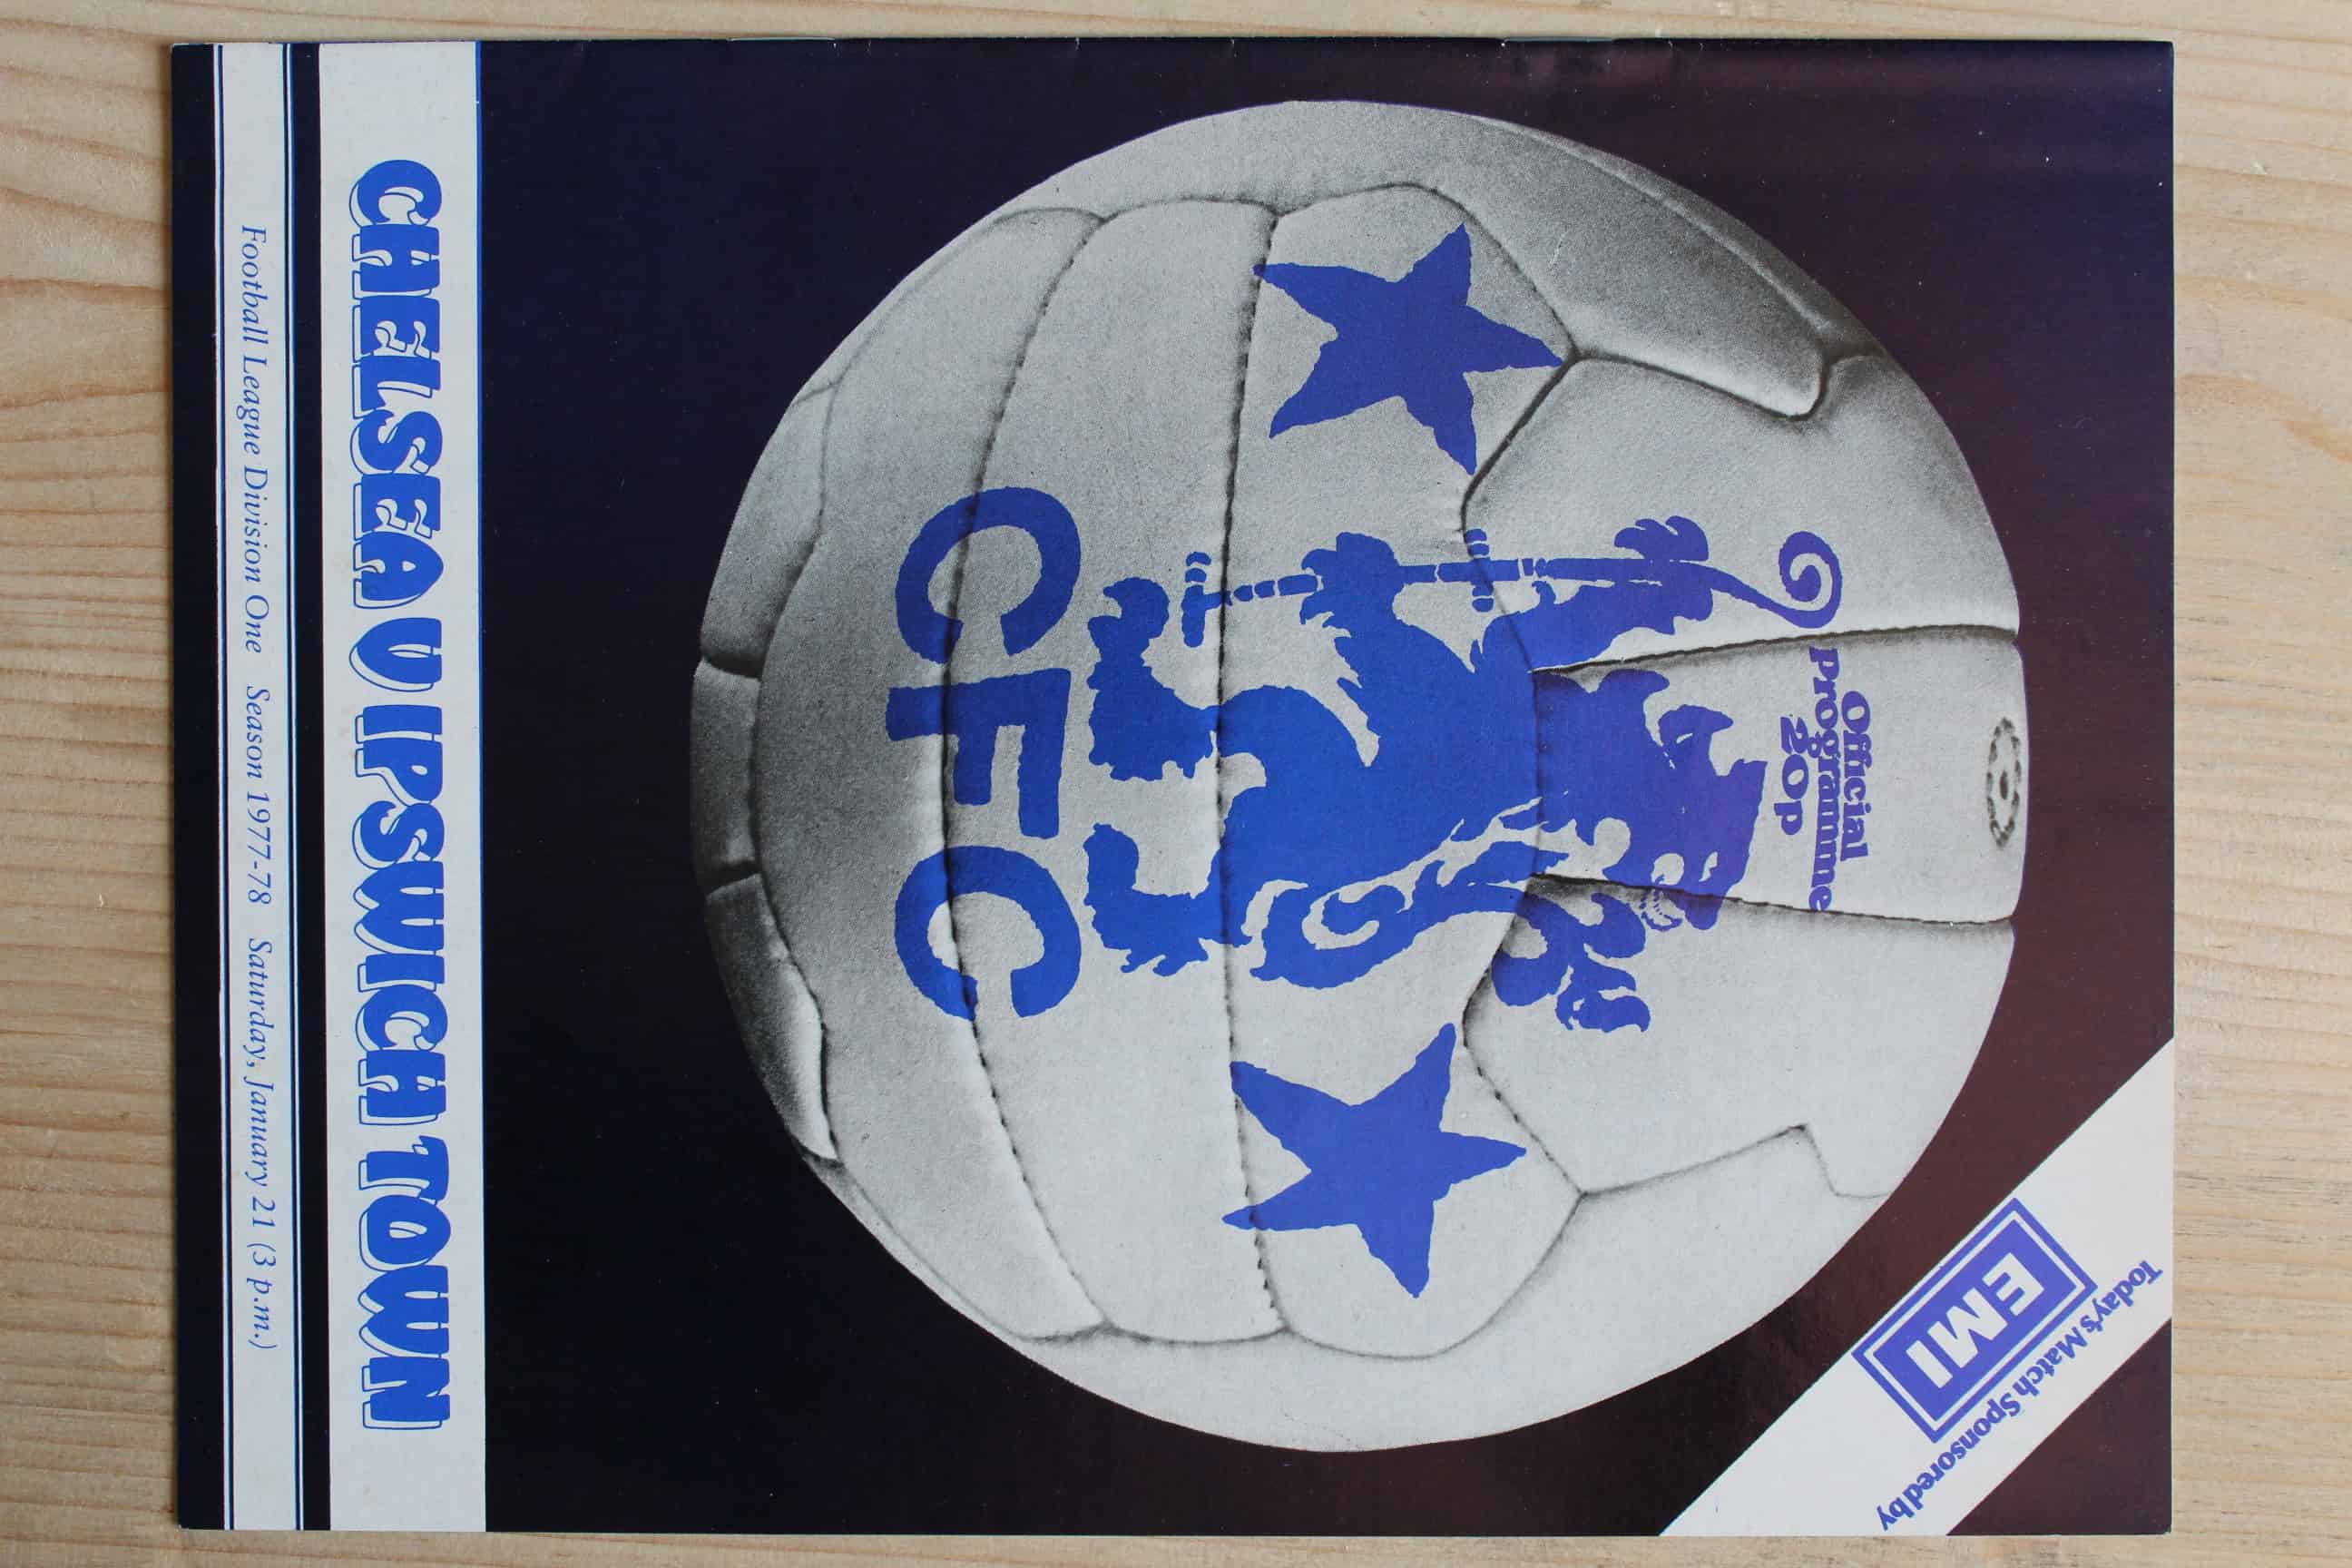 Today's Match Sponsored by
EMI
Official
Programme
20p
CFC
CHELSEA V IPSWICH TOWN
Football League Division One Season 1977-78 Saturday, January 21 (3 p.m.)